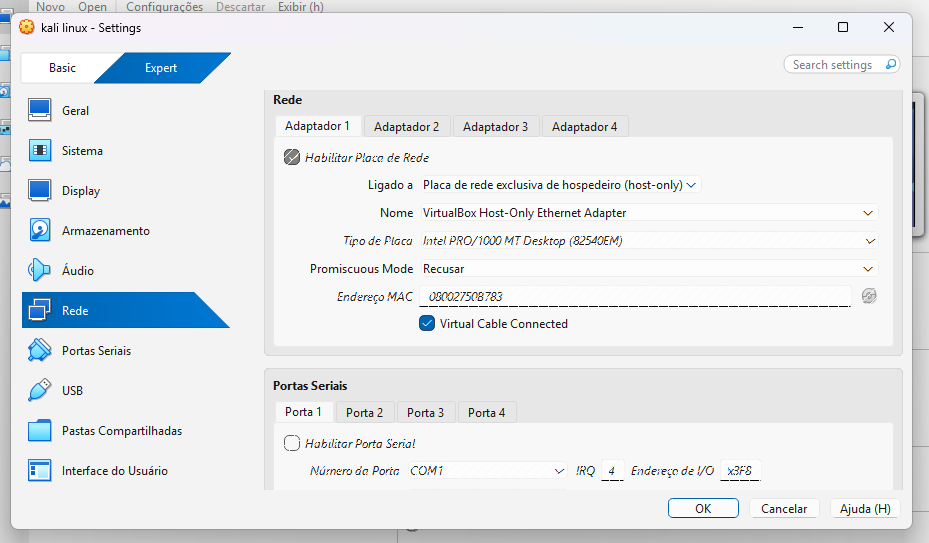 Novo Open Configurações Descartar Exibir (h)
kali linux - Settings
Basic Expert Search settings
Geral
Sistema
Display
Armazenamento
Áudio
Rede
Portas Seriais
USB
Pastas Compartilhadas
Interface do Usuário
Rede
Adaptador 1 Adaptador 2 Adaptador 3 Adaptador 4
Habilitar Placa de Rede
Ligado a Placa de rede exclusiva de hospedeiro (host-only)
Nome VirtualBox Host-Only Ethernet Adapter
Tipo de Placa Intel PRO/1000 MT Desktop (82540EM)
Promiscuous Mode Recusar
Endereço MAC 08002750B783
Virtual Cable Connected
Portas Seriais
Porta 1 Porta 2 Porta 3 Porta 4
Habilitar Porta Serial
Número da Porta COM1 IRQ 4 Endereço de I/O x3F8
OK Cancelar Ajuda (H)